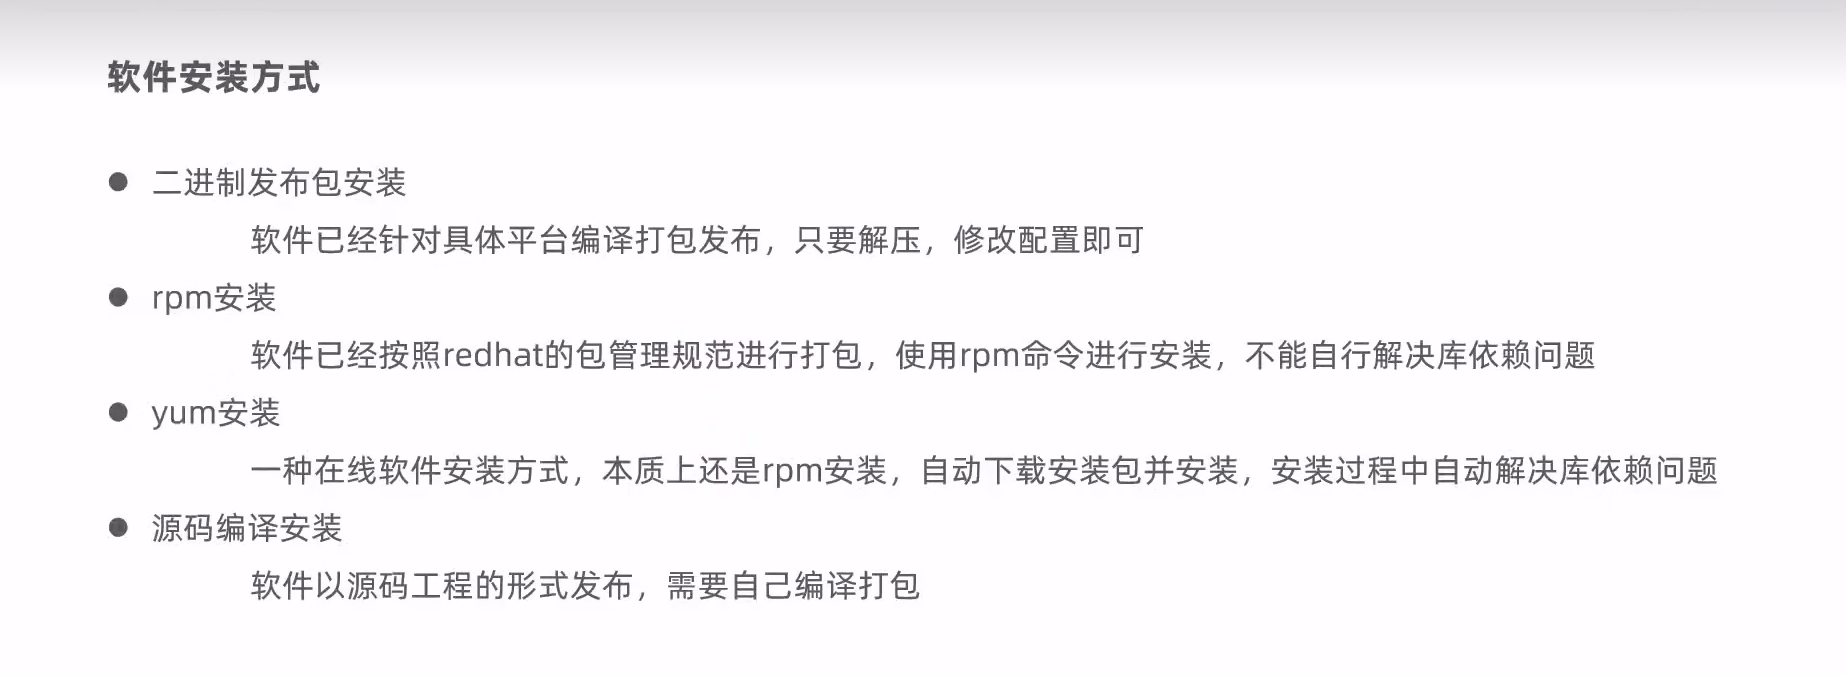 软件安装方式
● 二进制发布包安装
软件已经针对具体平台编译打包发布，只要解压，修改配置即可
● rpm安装
软件已经按照redhat的包管理规范进行打包，使用rpm命令进行安装，不能自行解决库依赖问题
● yum安装
一种在线软件安装方式，本质上还是rpm安装，自动下载安装包并安装，安装过程中自动解决库依赖问题
● 源码编译安装
软件以源码工程的形式发布，需要自己编译打包